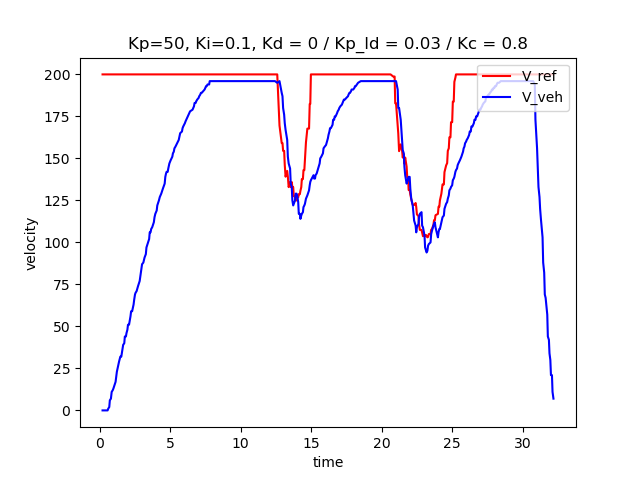 Kp=50, Ki=0.1, Kd = 0 / Kp_ld = 0.03 / Kc = 0.8
V_ref
V_veh
200
175
150
125
100
75
50
25
0
velocity
0 5 10 15 20 25 30
time